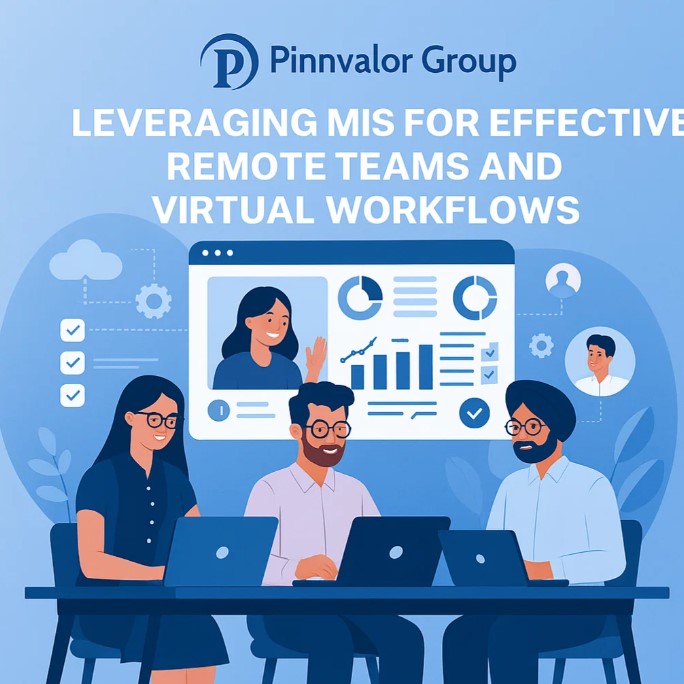 Pinnvalor Group
LEVERAGING MIS FOR EFFECTIVE
REMOTE TEAMS AND
VIRTUAL WORKFLOWS